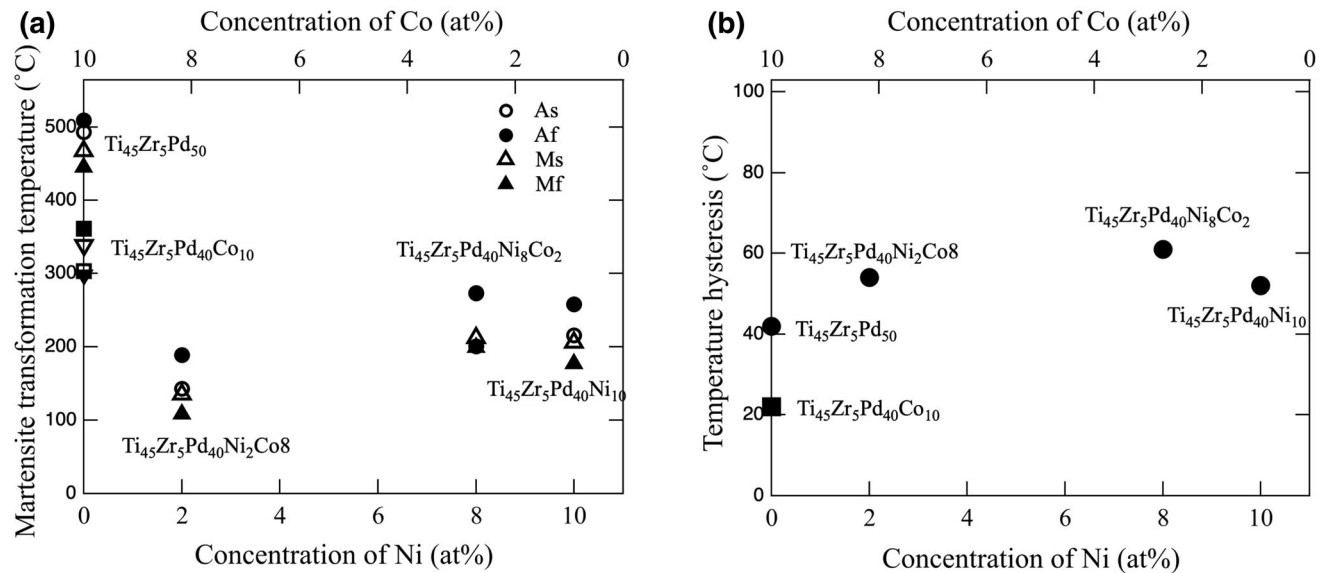 (a)
Concentration of Co (at%)
10 8 6 4 2 0
Martensite transformation temperature (˚C)
500
400
300
200
100
0
As
Af
Ms
Mf
Ti45Zr5Pd50
Ti45Zr5Pd40Co10
Ti45Zr5Pd40Ni8Co2
Ti45Zr5Pd40Ni10
Ti45Zr5Pd40Ni2Co8
0 2 4 6 8 10
Concentration of Ni (at%)
(b)
Concentration of Co (at%)
10 8 6 4 2 0
Temperature hysteresis (˚C)
100
80
60
40
20
0
Ti45Zr5Pd40Ni8Co2
Ti45Zr5Pd40Ni2Co8
Ti45Zr5Pd40Ni10
Ti45Zr5Pd50
Ti45Zr5Pd40Co10
0 2 4 6 8 10
Concentration of Ni (at%)